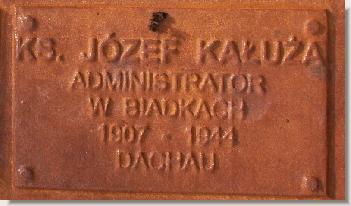 KS. JÓZEF KAŁUŻA
ADMINISTRATOR
W BIADKACH
1907 - 1944
DACHAU